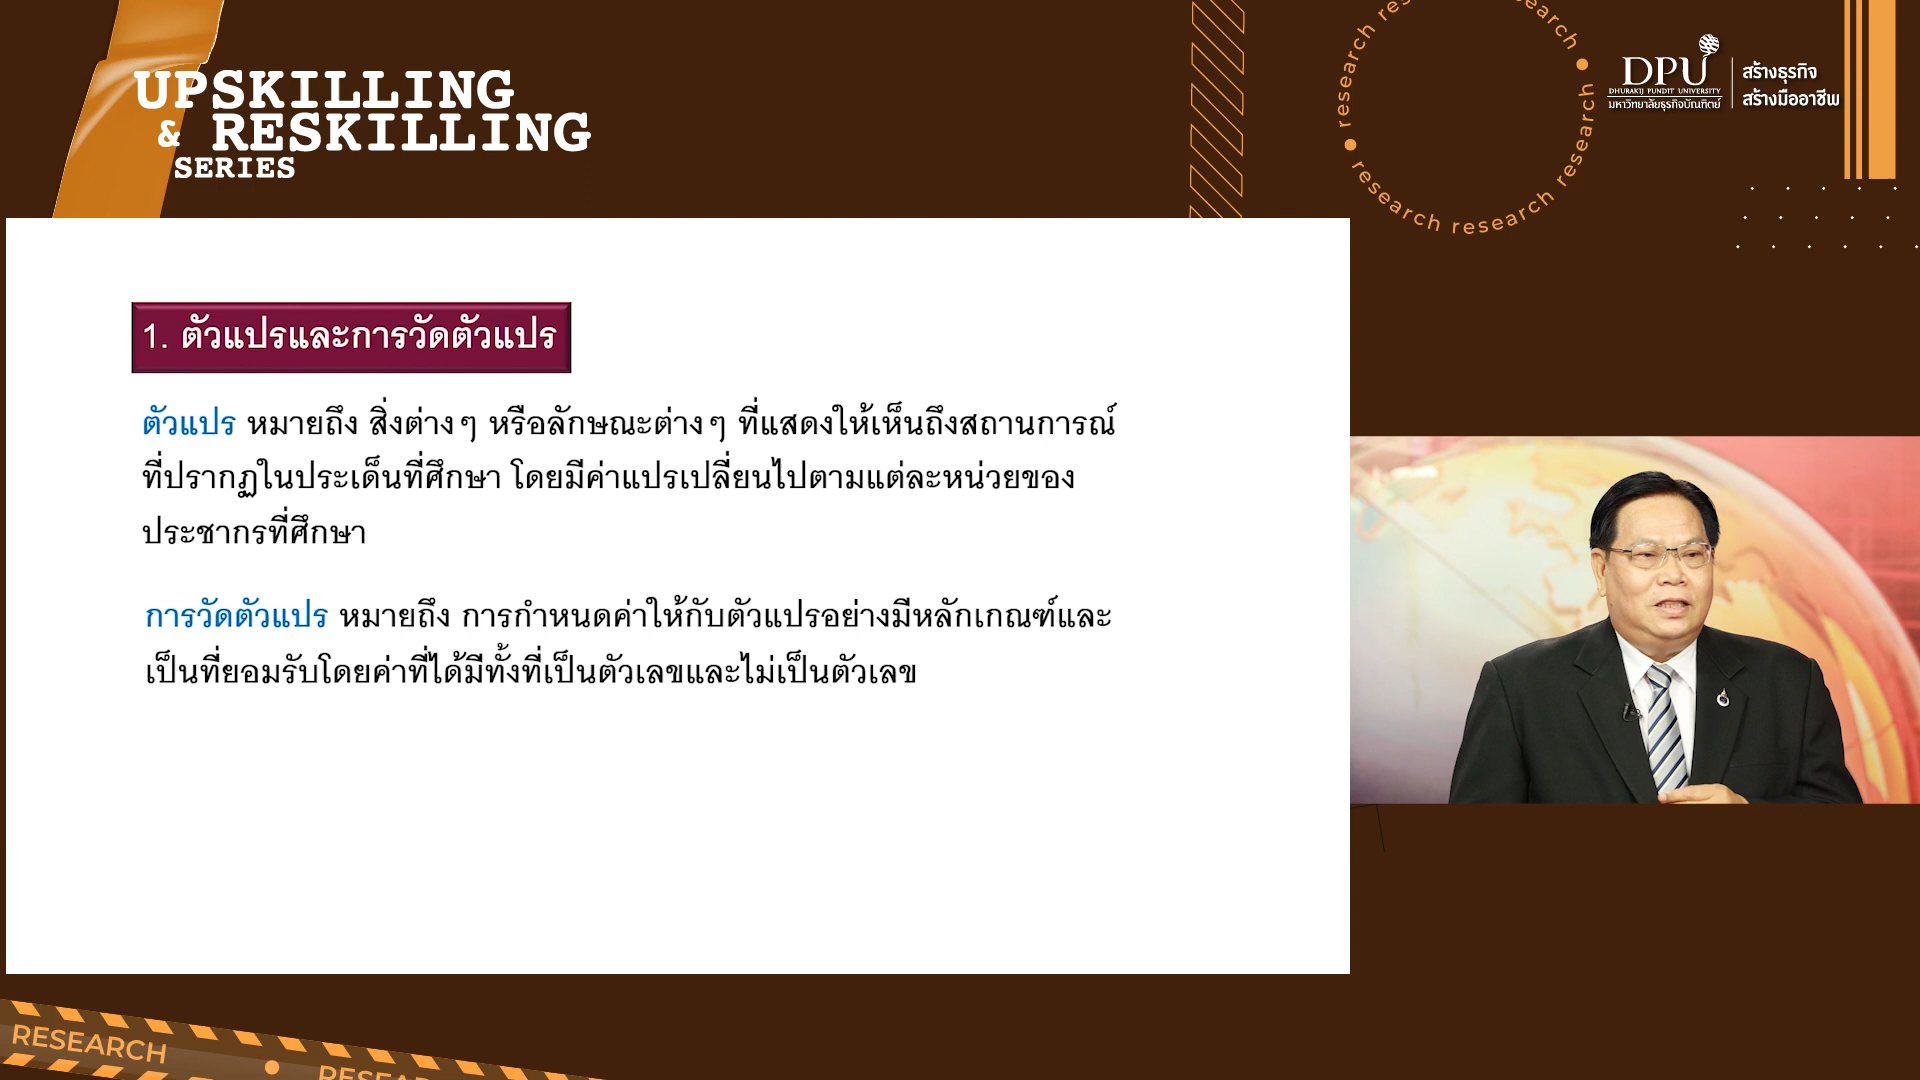 UPSKILLING
& RESKILLING
SERIES
research research
research research research
DPU
DHURAKIJ PUNDIT UNIVERSITY
มหาวิทยาลัยธุรกิจบัณฑิตย์
สร้างธุรกิจ
สร้างมืออาชีพ
1. ตัวแปรและการวัดตัวแปร
ตัวแปร หมายถึง สิ่งต่างๆ หรือลักษณะต่างๆ ที่แสดงให้เห็นถึงสถานการณ์
ที่ปรากฏในประเด็นที่ศึกษา โดยมีค่าแปรเปลี่ยนไปตามแต่ละหน่วยของ
ประชากรที่ศึกษา
การวัดตัวแปร หมายถึง การกำหนดค่าให้กับตัวแปรอย่างมีหลักเกณฑ์และ
เป็นที่ยอมรับโดยค่าที่ได้มีทั้งที่เป็นตัวเลขและไม่เป็นตัวเลข
RESEARCH